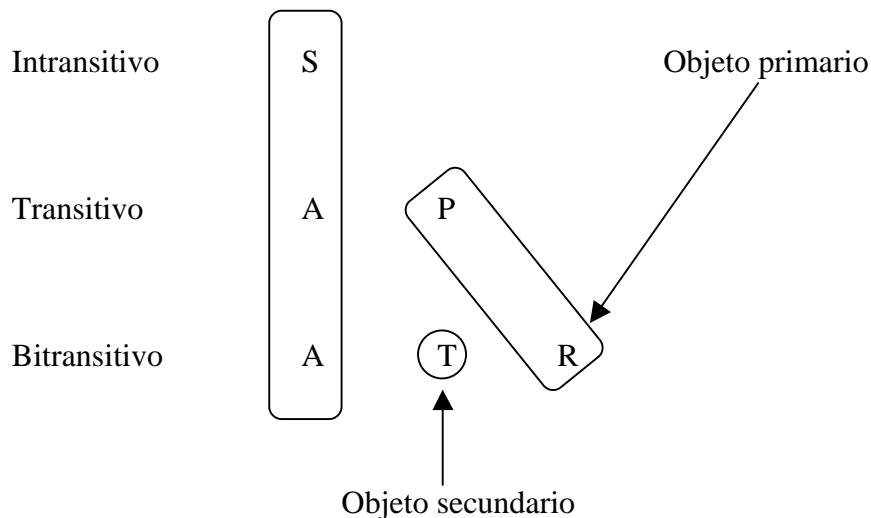 Intransitivo S Objeto primario
Transitivo A P
Bitransitivo A T R
Objeto secundario